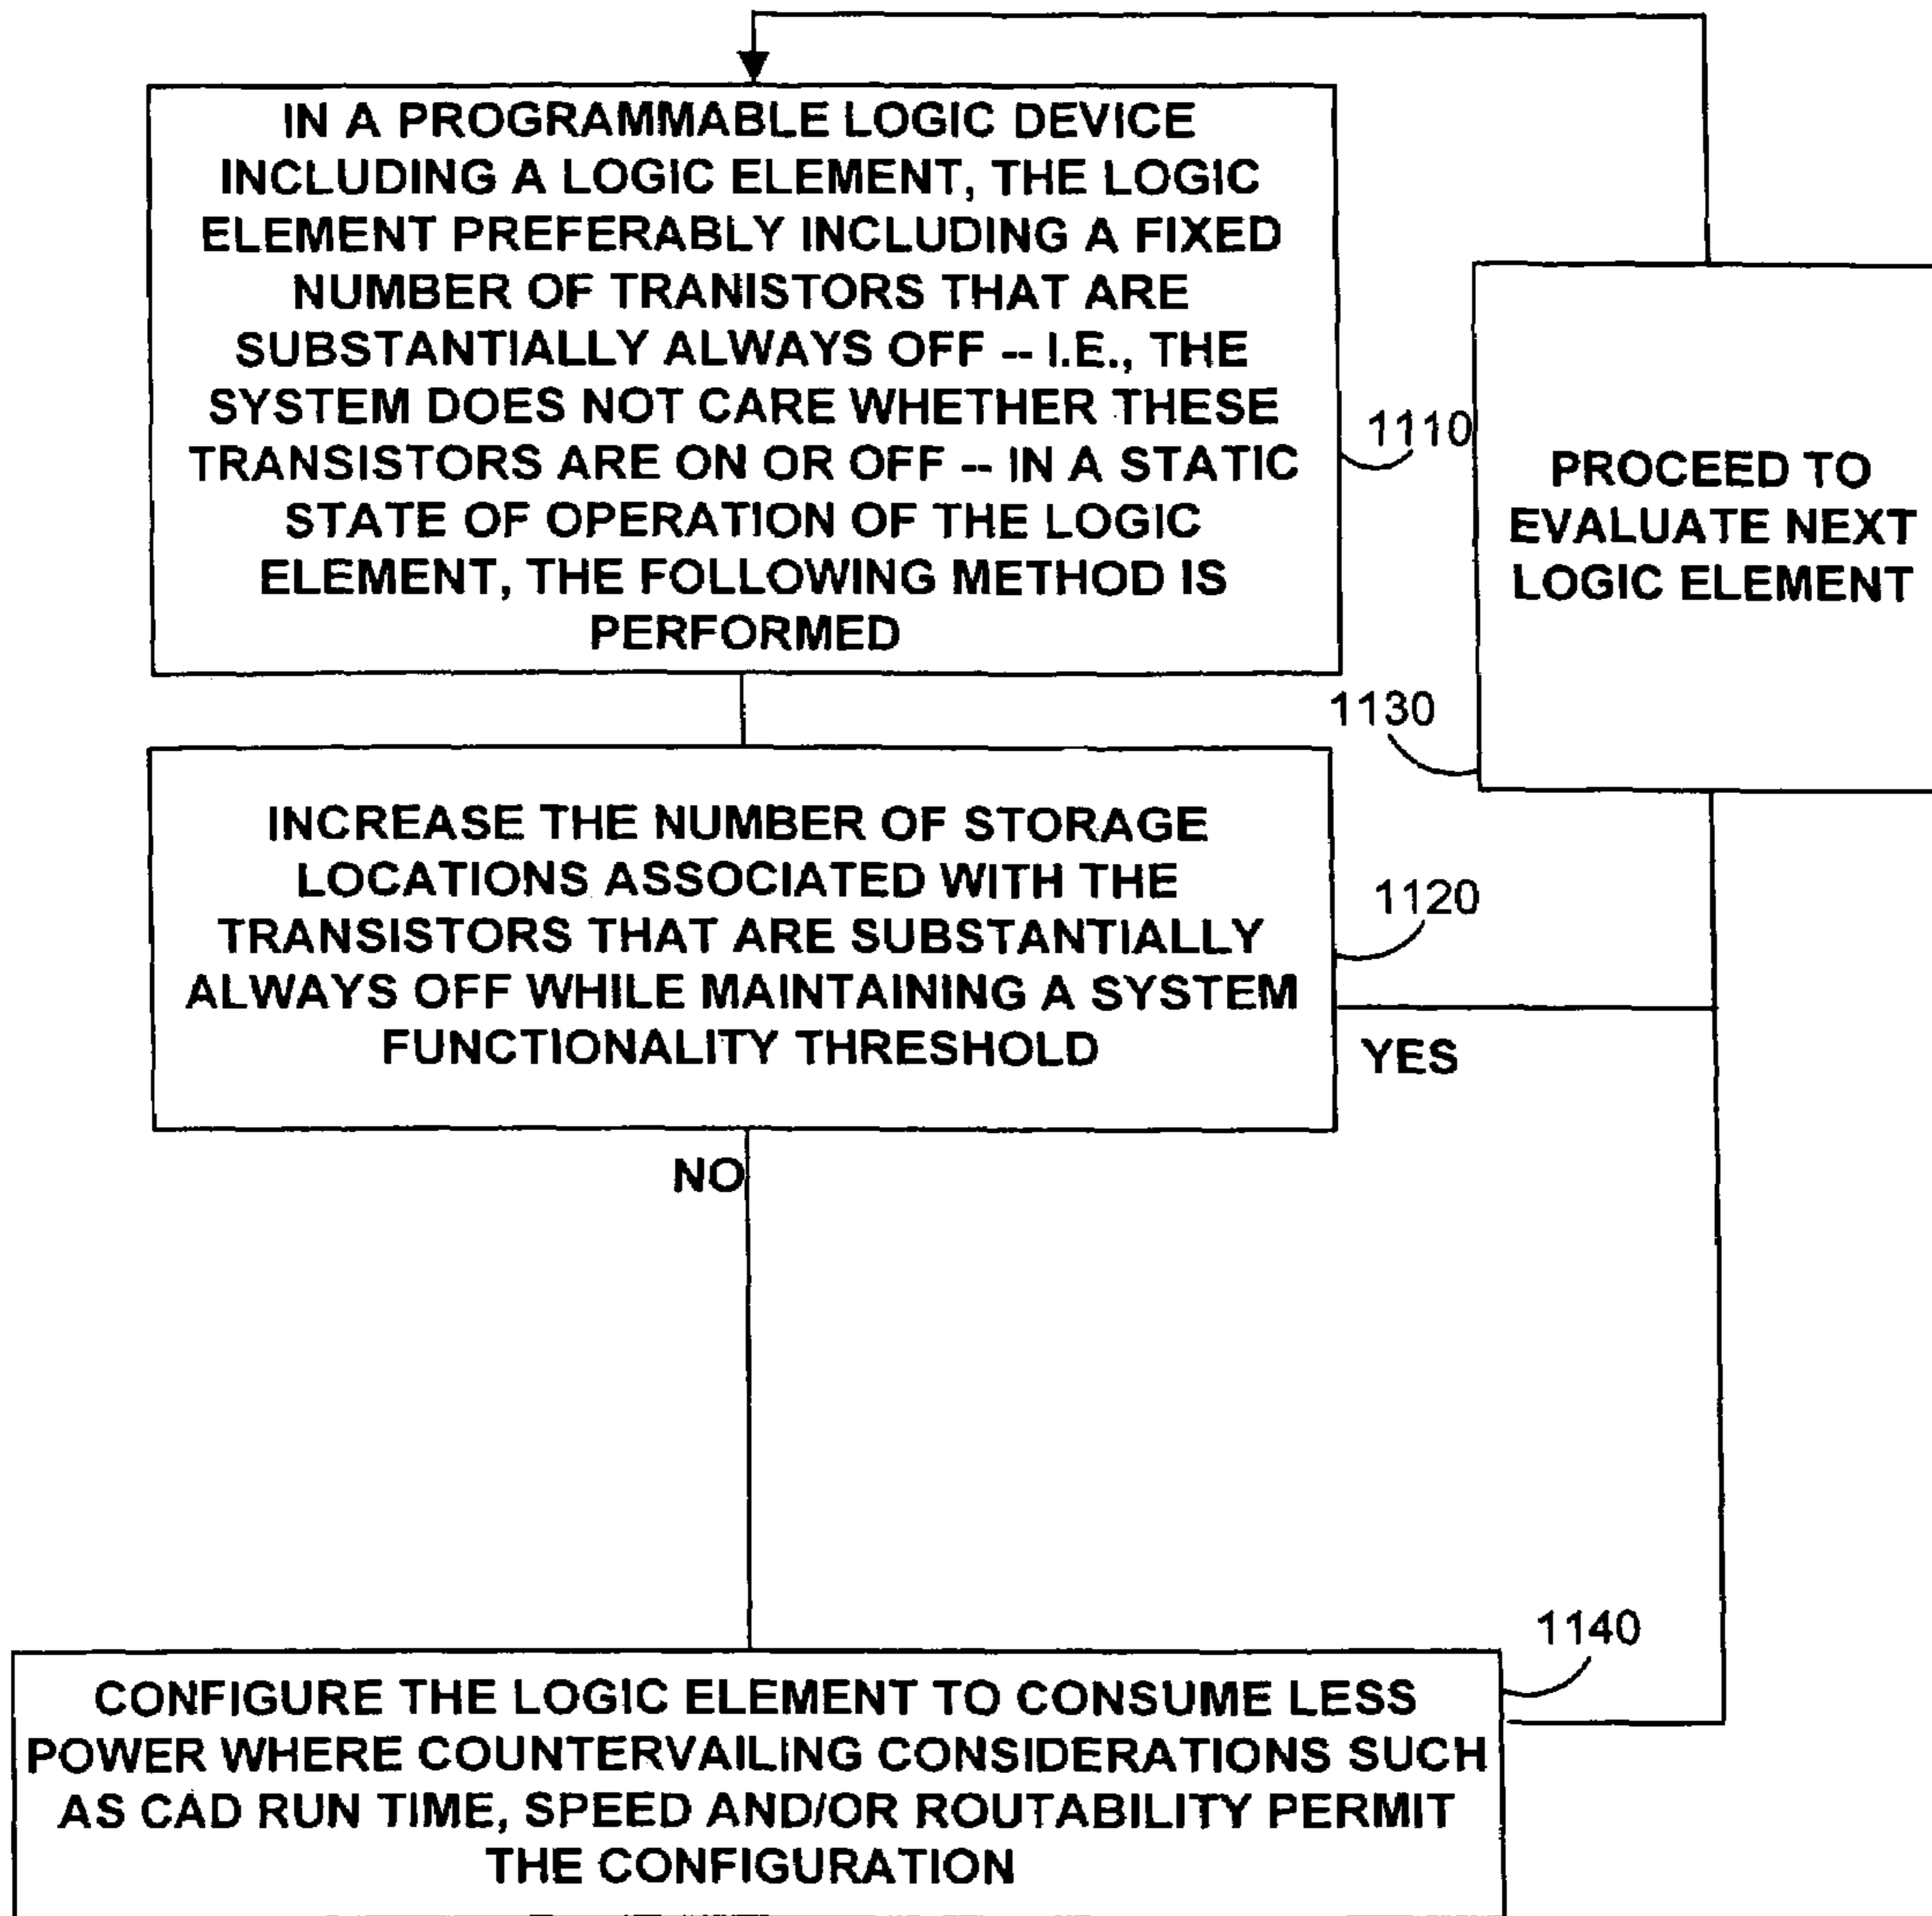 IN A PROGRAMMABLE LOGIC DEVICE
INCLUDING A LOGIC ELEMENT, THE LOGIC
ELEMENT PREFERABLY INCLUDING A FIXED
NUMBER OF TRANISTORS THAT ARE
SUBSTANTIALLY ALWAYS OFF -- I.E., THE
SYSTEM DOES NOT CARE WHETHER THESE
TRANSISTORS ARE ON OR OFF -- IN A STATIC
STATE OF OPERATION OF THE LOGIC
ELEMENT, THE FOLLOWING METHOD IS
PERFORMED
1110
PROCEED TO
EVALUATE NEXT
LOGIC ELEMENT
1130
INCREASE THE NUMBER OF STORAGE
LOCATIONS ASSOCIATED WITH THE
TRANSISTORS THAT ARE SUBSTANTIALLY
ALWAYS OFF WHILE MAINTAINING A SYSTEM
FUNCTIONALITY THRESHOLD
1120
YES
NO
1140
CONFIGURE THE LOGIC ELEMENT TO CONSUME LESS
POWER WHERE COUNTERVAILING CONSIDERATIONS SUCH
AS CAD RUN TIME, SPEED AND/OR ROUTABILITY PERMIT
THE CONFIGURATION